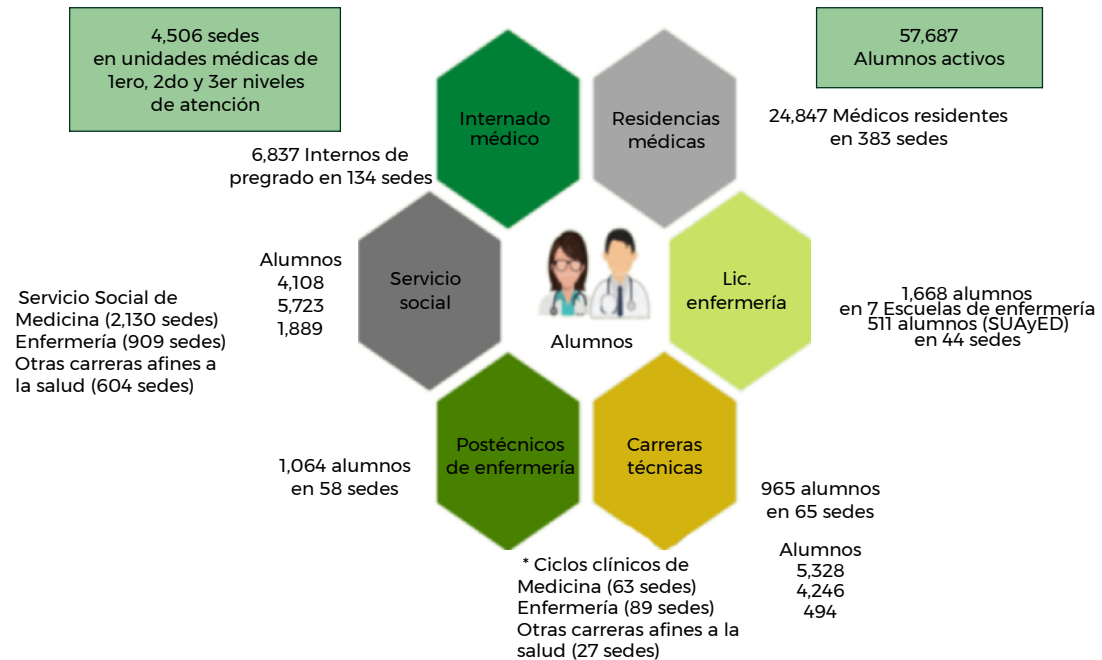 4,506 sedes
en unidades médicas de
1ero, 2do y 3er niveles
de atención
57,687
Alumnos activos
Internado
médico
Residencias
médicas
24,847 Médicos residentes
en 383 sedes
6,837 Internos de
pregrado en 134 sedes
Servicio
social
Alumnos
4,108
5,723
1,889
Servicio Social de
Medicina (2,130 sedes)
Enfermería (909 sedes)
Otras carreras afines a
la salud (604 sedes)
Alumnos
Lic.
enfermería
1,668 alumnos
en 7 Escuelas de enfermería
511 alumnos (SUAyED)
en 44 sedes
Postécnicos
de enfermería
1,064 alumnos
en 58 sedes
Carreras
técnicas
965 alumnos
en 65 sedes
* Ciclos clínicos de
Medicina (63 sedes)
Enfermería (89 sedes)
Otras carreras afines a la
salud (27 sedes)
Alumnos
5,328
4,246
494